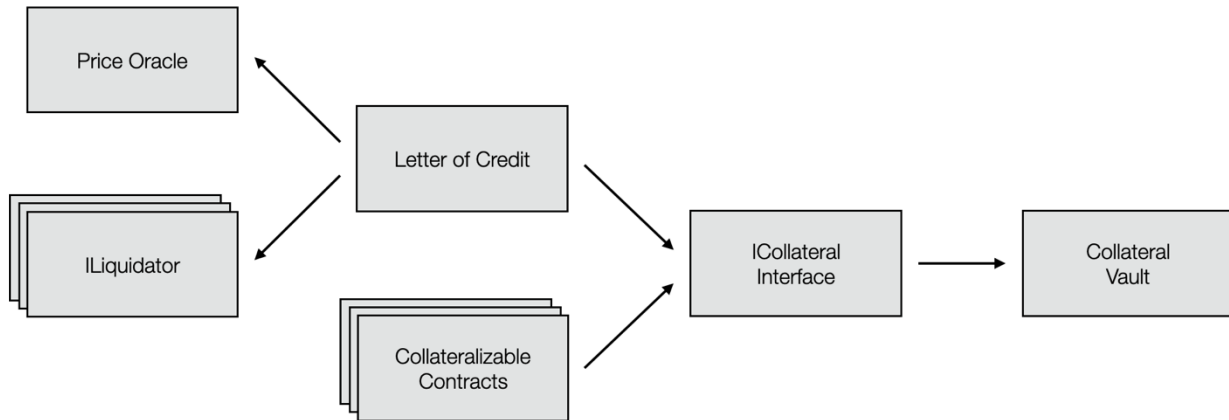 Price Oracle
Letter of Credit
ILiquidator
ICollateral
Interface
Collateral
Vault
Collateralizable
Contracts